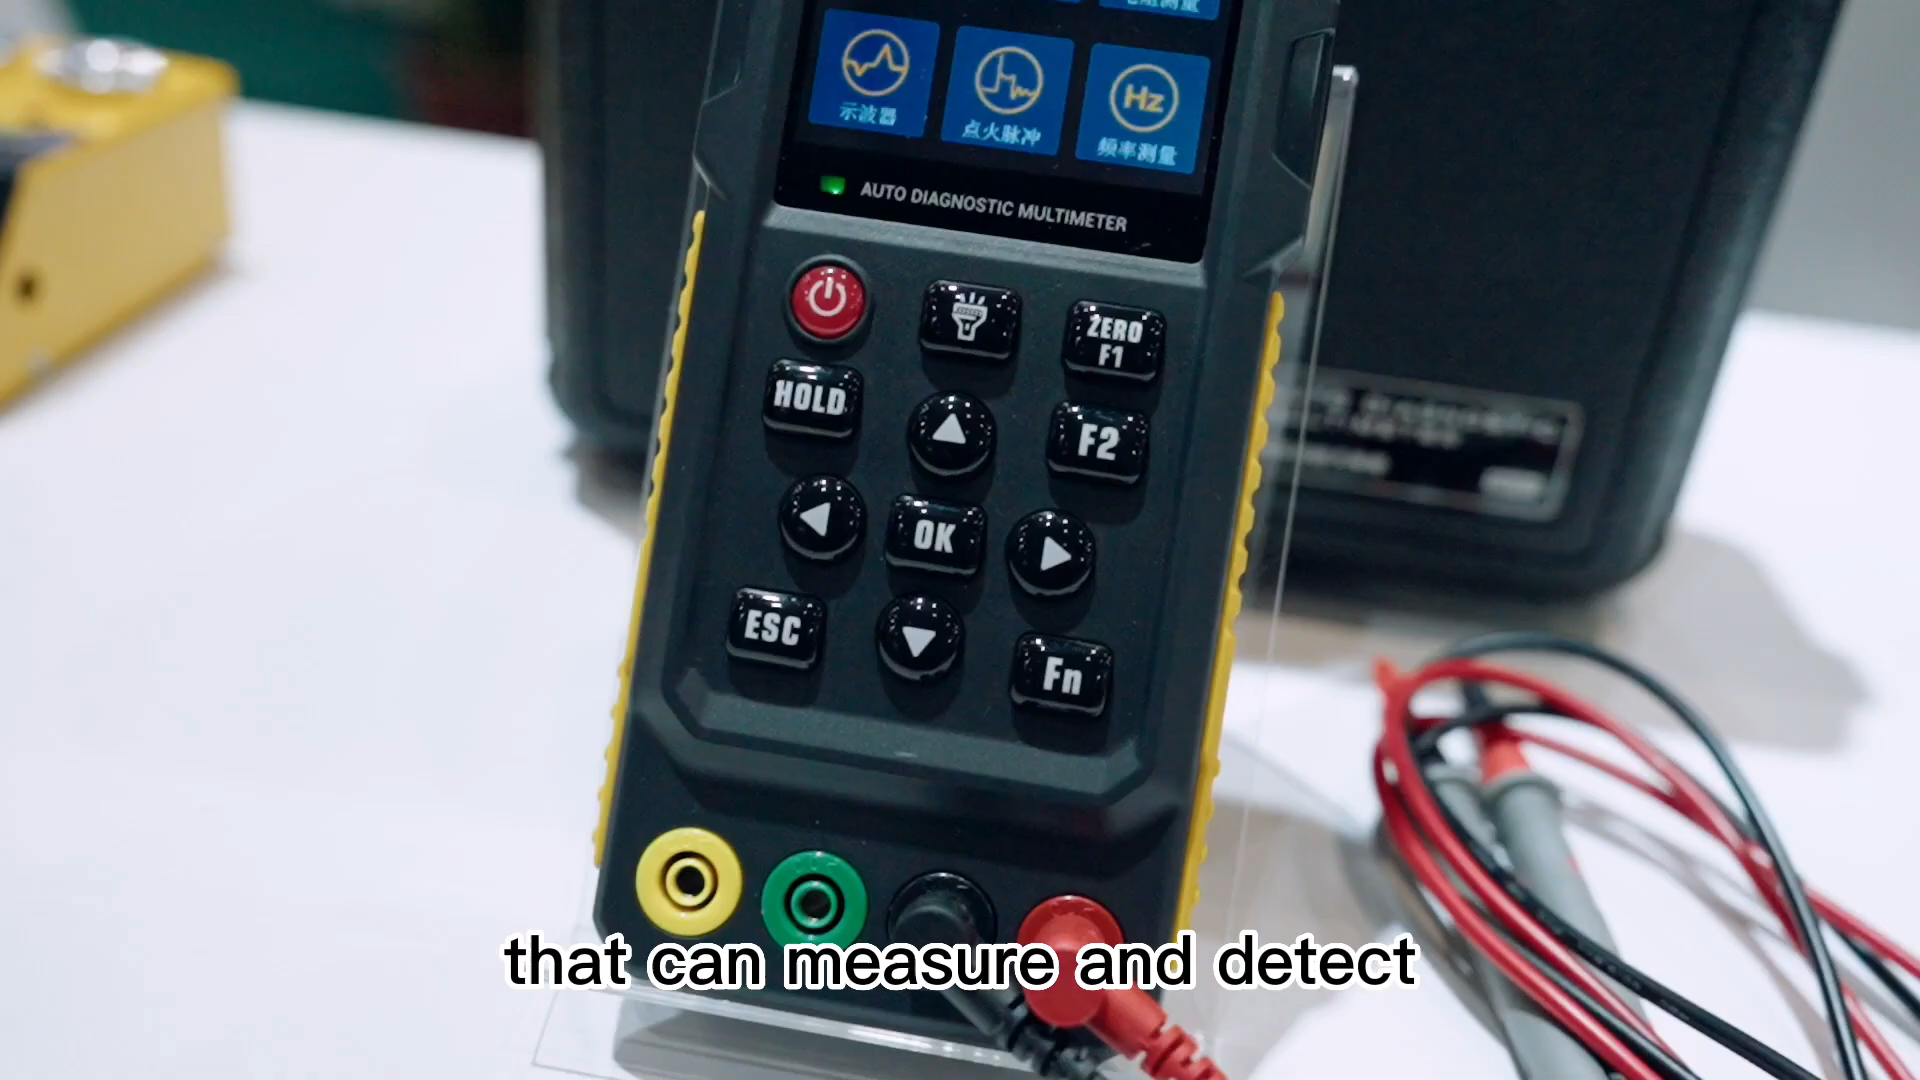 示波器
点火脉冲
Hz
频率测量
AUTO DIAGNOSTIC MULTIMETER
ZERO
F1
HOLD
F2
OK
ESC
Fn
that can measure and detect